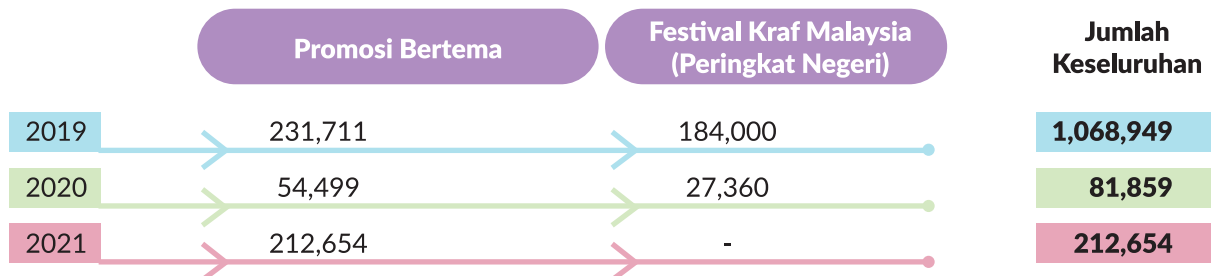 Promosi Bertema
Festival Kraf Malaysia
(Peringkat Negeri)
Jumlah
Keseluruhan
2019 231,711 184,000 1,068,949
2020 54,499 27,360 81,859
2021 212,654 - 212,654